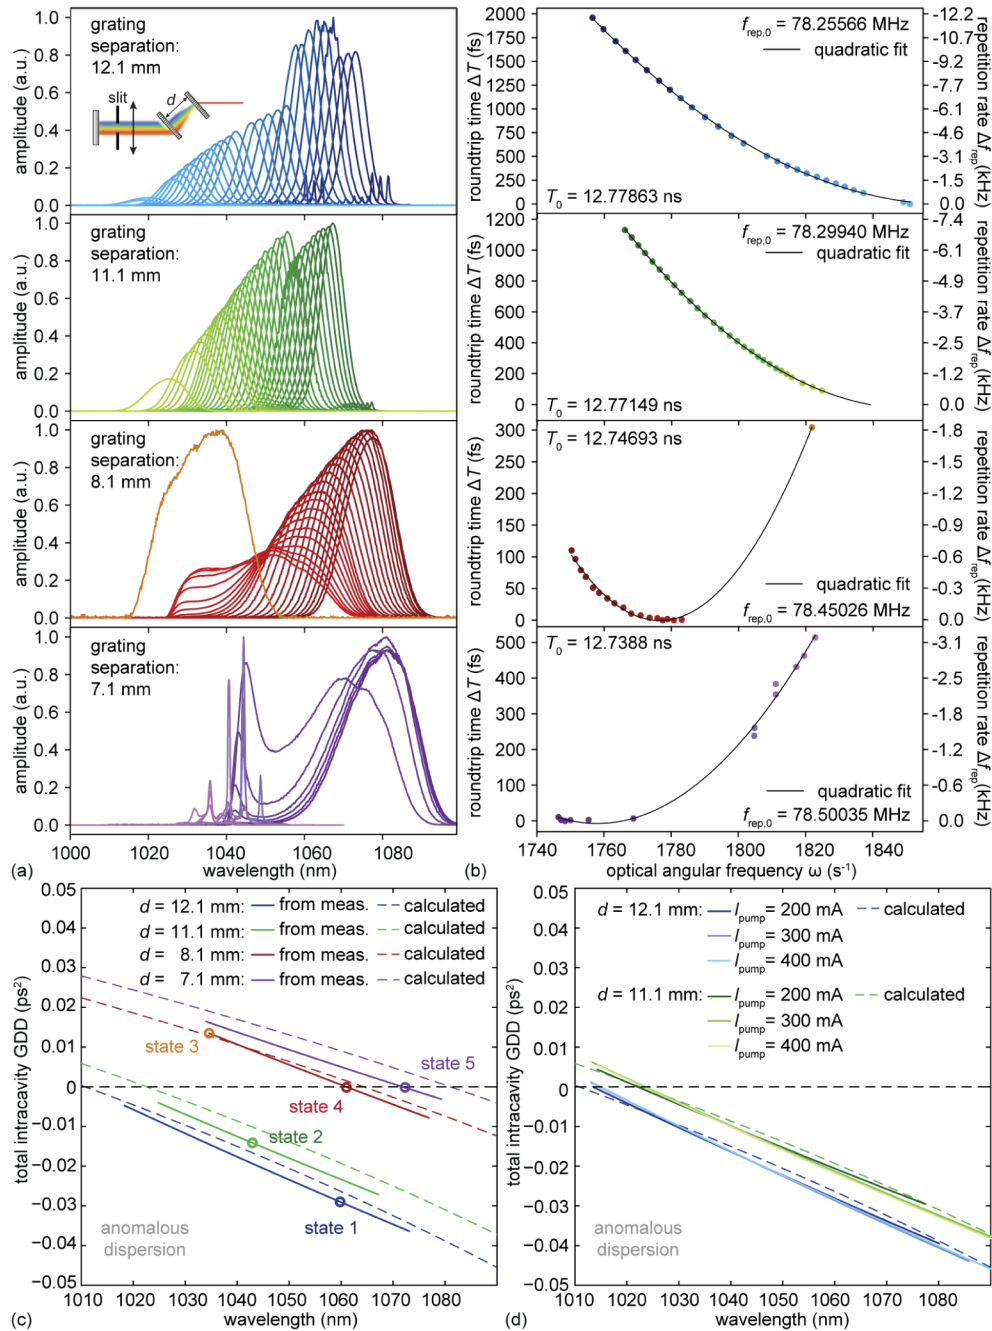 grating
separation:
12.1 mm
slit
d
amplitude (a.u.)
1.0
0.8
0.6
0.4
0.2
0.0
grating
separation:
11.1 mm
amplitude (a.u.)
1.0
0.8
0.6
0.4
0.2
0.0
grating
separation:
8.1 mm
amplitude (a.u.)
1.0
0.8
0.6
0.4
0.2
0.0
grating
separation:
7.1 mm
amplitude (a.u.)
1.0
0.8
0.6
0.4
0.2
0.0
1000 1020 1040 1060 1080
(a) wavelength (nm)
roundtrip time ΔT (fs)
2000
1750
1500
1250
1000
750
500
250
0
f_rep,0 = 78.25566 MHz
quadratic fit
T_0 = 12.77863 ns
-12.2
-10.7
-9.2
-7.6
-6.1
-4.6
-3.1
-1.5
0.0
repetition rate Δf_rep (kHz)
roundtrip time ΔT (fs)
1200
1000
800
600
400
200
0
f_rep,0 = 78.29940 MHz
quadratic fit
T_0 = 12.77149 ns
-7.4
-6.1
-4.9
-3.7
-2.5
-1.2
0.0
repetition rate Δf_rep (kHz)
roundtrip time ΔT (fs)
300
250
200
150
100
50
0
T_0 = 12.74693 ns
quadratic fit
f_rep,0 = 78.45026 MHz
-1.8
-1.5
-1.2
-0.9
-0.6
-0.3
0.0
repetition rate Δf_rep (kHz)
roundtrip time ΔT (fs)
500
400
300
200
100
0
T_0 = 12.7388 ns
quadratic fit
f_rep,0 = 78.50035 MHz
-3.1
-2.5
-1.8
-1.2
-0.6
0.0
repetition rate Δf_rep (kHz)
1740 1760 1780 1800 1820 1840
(b) optical angular frequency ω (s⁻¹)
total intracavity GDD (ps²)
0.05
0.04
0.03
0.02
0.01
0
−0.01
−0.02
−0.03
−0.04
−0.05
d = 12.1 mm: from meas. calculated
d = 11.1 mm: from meas. calculated
d = 8.1 mm: from meas. calculated
d = 7.1 mm: from meas. calculated
state 3
state 5
state 4
state 2
state 1
anomalous
dispersion
1010 1020 1030 1040 1050 1060 1070 1080
(c) wavelength (nm)
total intracavity GDD (ps²)
0.05
0.04
0.03
0.02
0.01
0
−0.01
−0.02
−0.03
−0.04
−0.05
d = 12.1 mm: I_pump = 200 mA calculated
I_pump = 300 mA
I_pump = 400 mA
d = 11.1 mm: I_pump = 200 mA calculated
I_pump = 300 mA
I_pump = 400 mA
anomalous
dispersion
1010 1020 1030 1040 1050 1060 1070 1080
(d) wavelength (nm)